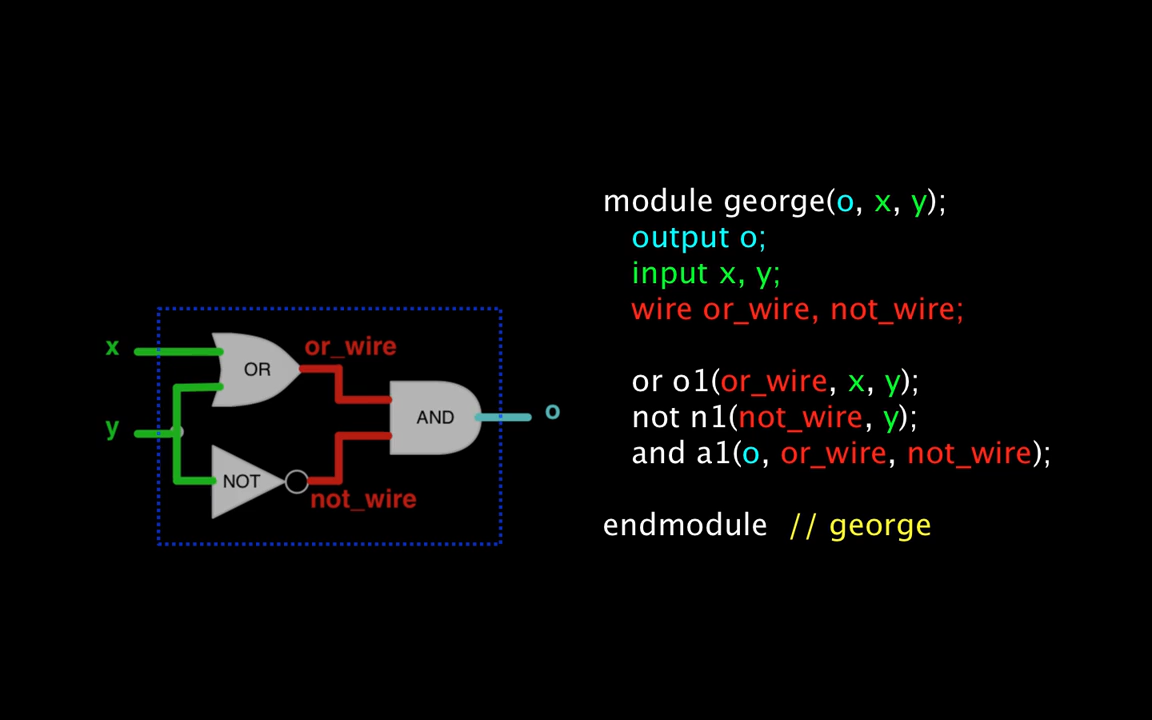 x
y
OR
NOT
or_wire
not_wire
AND
o
module george(o, x, y);
output o;
input x, y;
wire or_wire, not_wire;
or o1(or_wire, x, y);
not n1(not_wire, y);
and a1(o, or_wire, not_wire);
endmodule // george